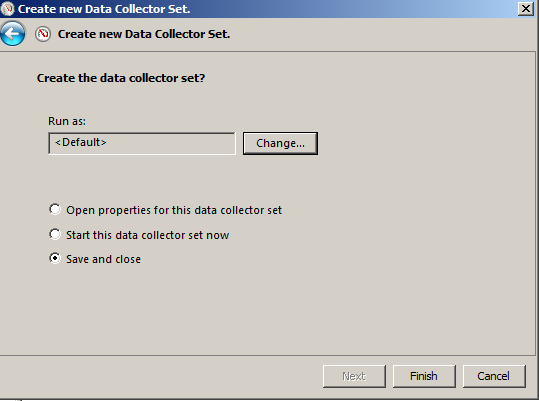 Create new Data Collector Set.
Create new Data Collector Set.
Create the data collector set?
Run as:
<Default>
Change...
Open properties for this data collector set
Start this data collector set now
Save and close
Next
Finish
Cancel